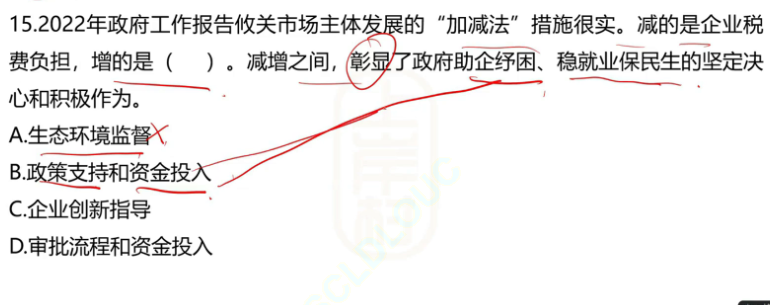 15.2022年政府工作报告攸关市场主体发展的“加减法”措施很实。减的是企业税
费负担，增的是（　　）。减增之间，彰显了政府助企纾困、稳就业保民生的坚定决
心和积极作为。
A.生态环境监督
B.政策支持和资金投入
C.企业创新指导
D.审批流程和资金投入